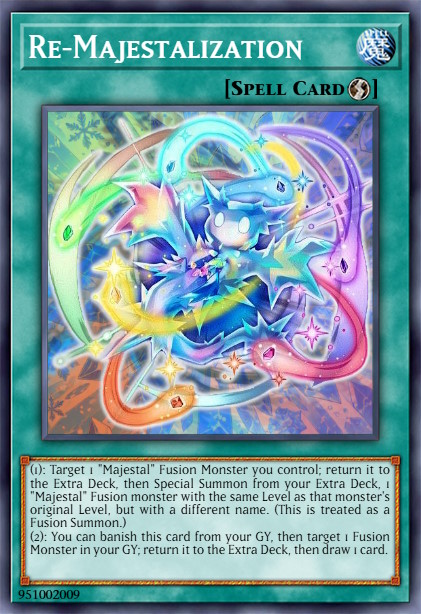 Re-Majestalization
魔
[Spell Card]
(1): Target 1 "Majestal" Fusion Monster you control; return it to
the Extra Deck, then Special Summon from your Extra Deck, 1
"Majestal" Fusion monster with the same Level as that monster's
original Level, but with a different name. (This is treated as a
Fusion Summon.)
(2): You can banish this card from your GY, then target 1 Fusion
Monster in your GY; return it to the Extra Deck, then draw 1 card.
951002009